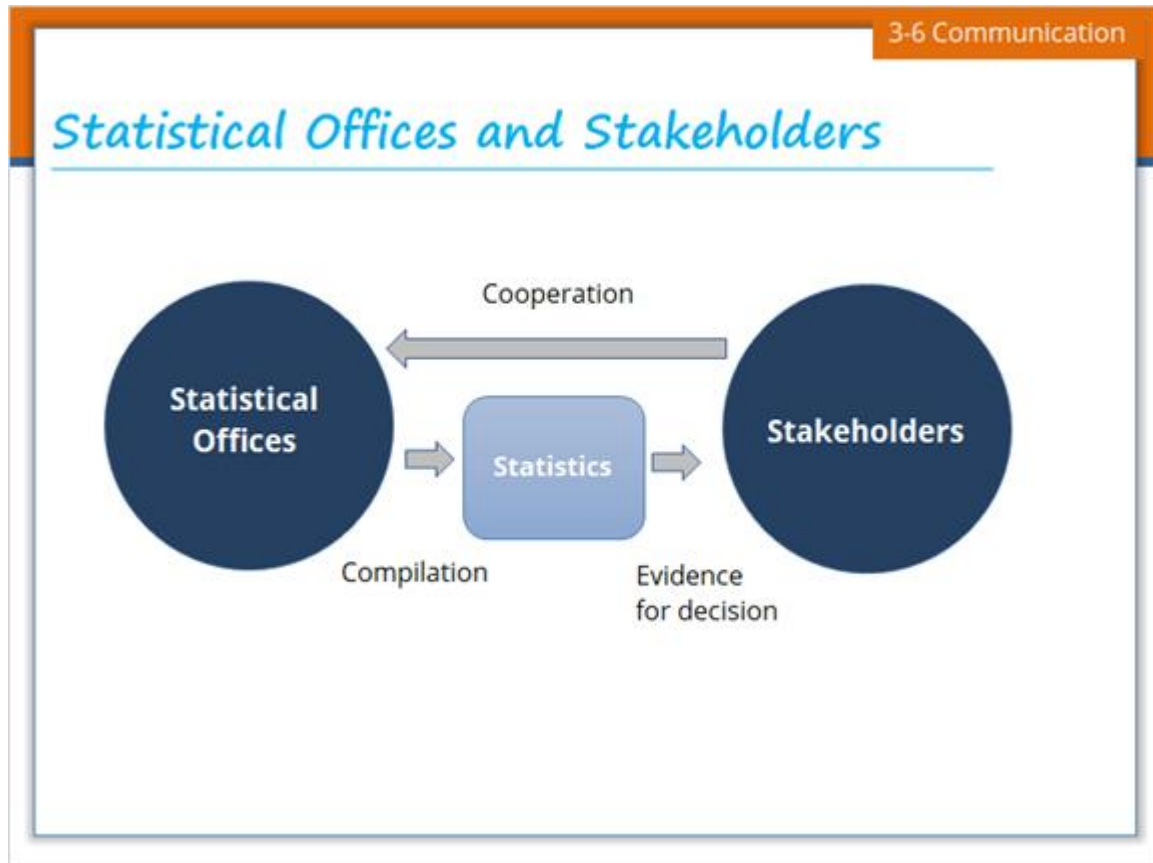 3-6 Communication
Statistical Offices and Stakeholders
Cooperation
Statistical
Offices
Statistics
Stakeholders
Compilation
Evidence
for decision